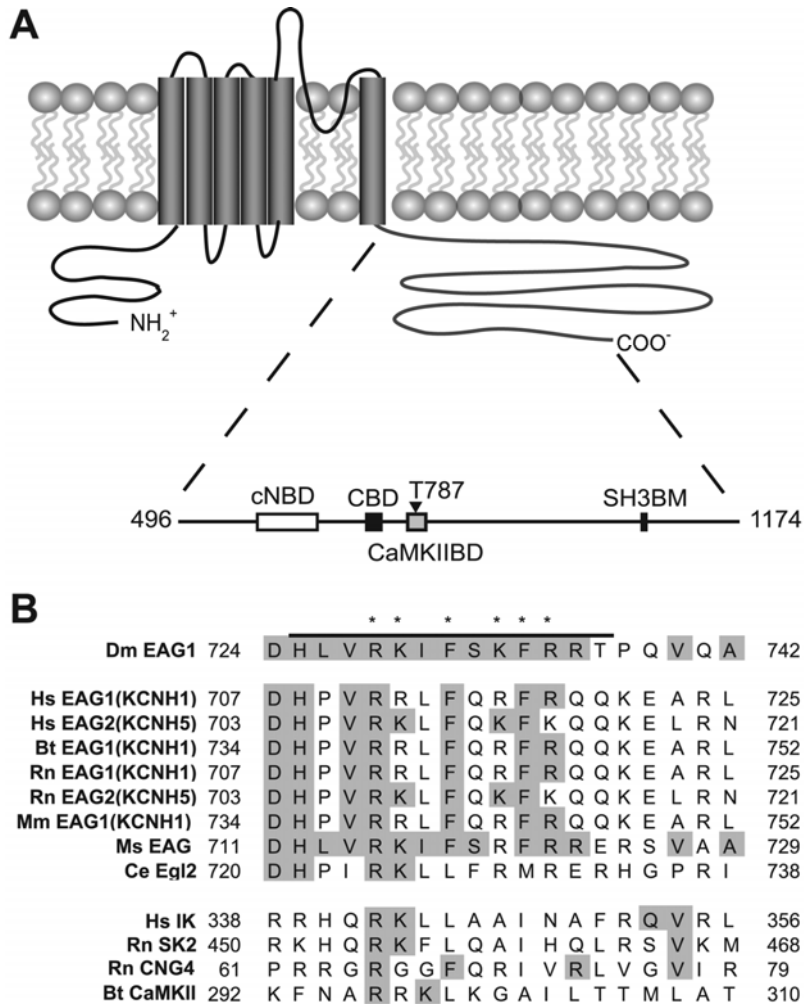 A
NH₂⁺
COO⁻
cNBD CBD T787 SH3BM
496 1174
CaMKIIBD
B
* * * * * *
Dm EAG1 724 D H L V R K I F S K F R R T P Q V Q A 742
Hs EAG1(KCNH1) 707 D H P V R R L F Q R F R Q Q K E A R L 725
Hs EAG2(KCNH5) 703 D H P V R K L F Q K F K Q Q K E L R N 721
Bt EAG1(KCNH1) 734 D H P V R R L F Q R F R Q Q K E A R L 752
Rn EAG1(KCNH1) 707 D H P V R R L F Q R F R Q Q K E A R L 725
Rn EAG2(KCNH5) 703 D H P V R K L F Q K F K Q Q K E L R N 721
Mm EAG1(KCNH1) 734 D H P V R R L F Q R F R Q Q K E A R L 752
Ms EAG 711 D H L V R K I F S R F R R E R S V A A 729
Ce Egl2 720 D H P I R K L L F R M R E R H G P R I 738
Hs IK 338 R R H Q R K L L A A I N A F R Q V R L 356
Rn SK2 450 R K H Q R K F L Q A I H Q L R S V K M 468
Rn CNG4 61 P R R G R G G F Q R I V R L V G V I R 79
Bt CaMKII 292 K F N A R R K L K G A I L T T M L A T 310